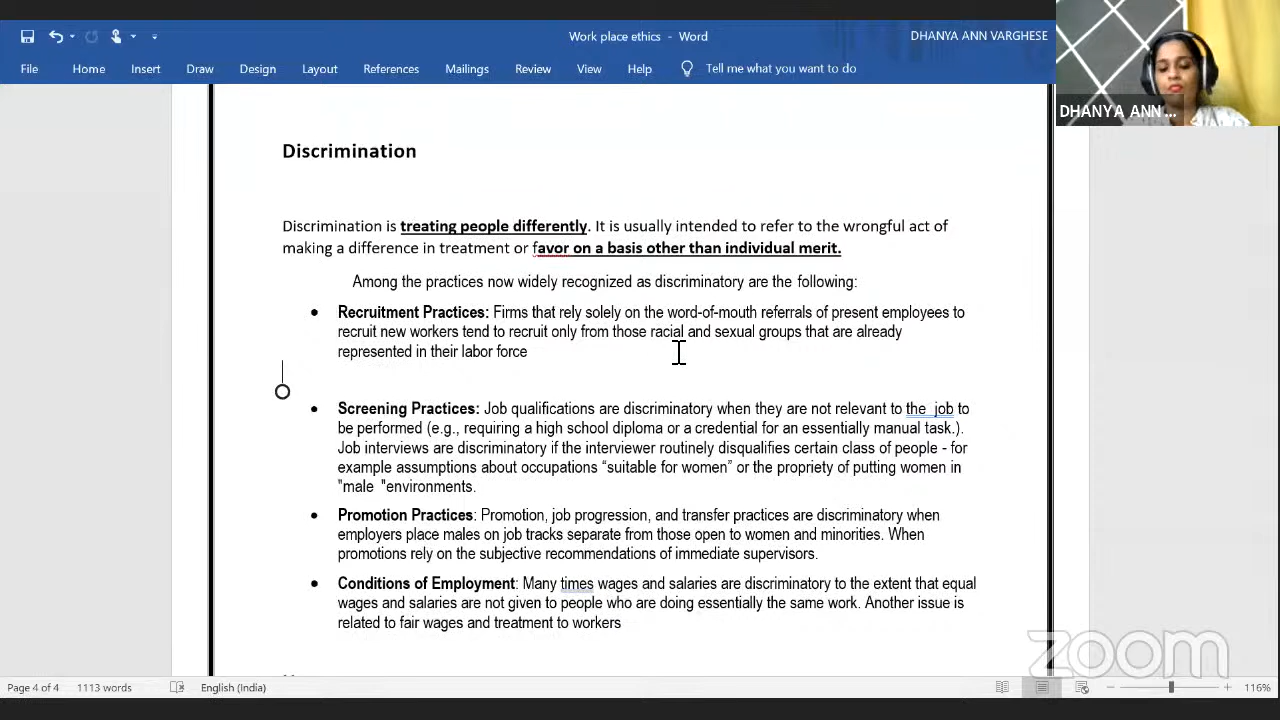 Work place ethics - Word
DHANYA ANN VARGHESE
File Home Insert Draw Design Layout References Mailings Review View Help Tell me what you want to do
DHANYA ANN ...
Discrimination
Discrimination is treating people differently. It is usually intended to refer to the wrongful act of
making a difference in treatment or favor on a basis other than individual merit.
Among the practices now widely recognized as discriminatory are the following:
• Recruitment Practices: Firms that rely solely on the word-of-mouth referrals of present employees to
recruit new workers tend to recruit only from those racial and sexual groups that are already
represented in their labor force
• Screening Practices: Job qualifications are discriminatory when they are not relevant to the job to
be performed (e.g., requiring a high school diploma or a credential for an essentially manual task.).
Job interviews are discriminatory if the interviewer routinely disqualifies certain class of people - for
example assumptions about occupations “suitable for women” or the propriety of putting women in
"male "environments.
• Promotion Practices: Promotion, job progression, and transfer practices are discriminatory when
employers place males on job tracks separate from those open to women and minorities. When
promotions rely on the subjective recommendations of immediate supervisors.
• Conditions of Employment: Many times wages and salaries are discriminatory to the extent that equal
wages and salaries are not given to people who are doing essentially the same work. Another issue is
related to fair wages and treatment to workers
zoom
Page 4 of 4 1113 words English (India) 116%